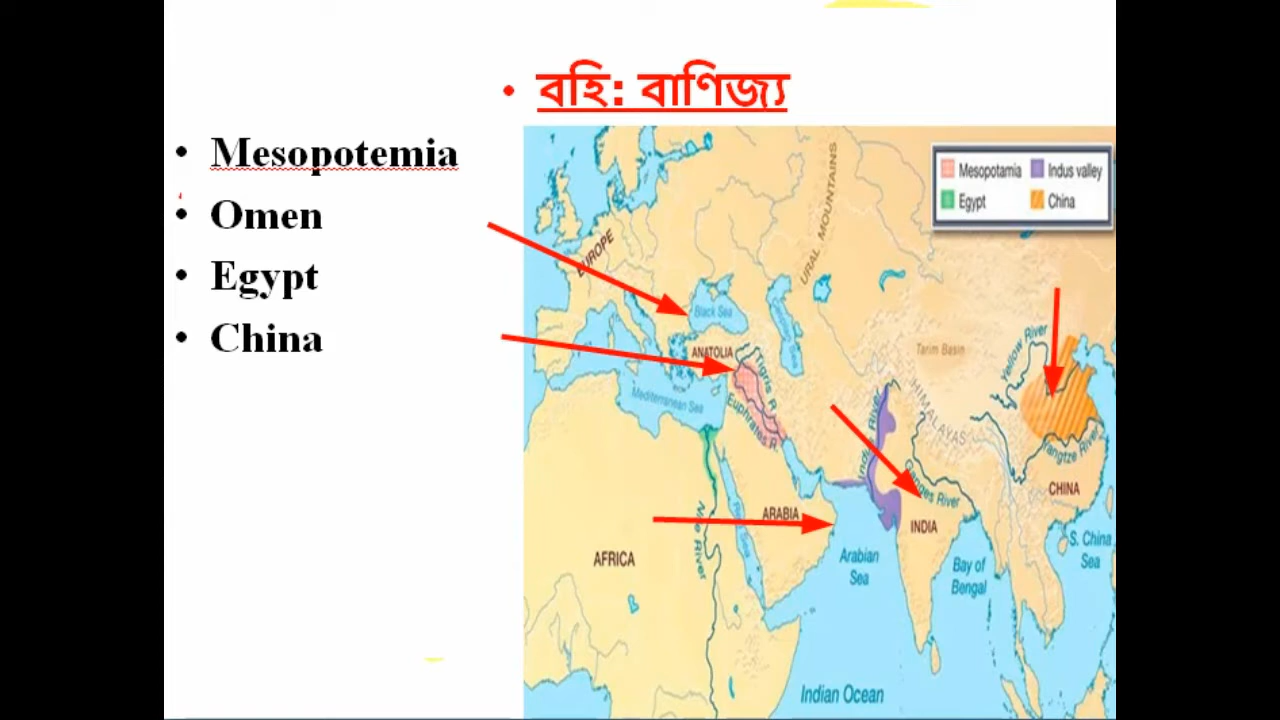 • বহি: বাণিজ্য
• Mesopotemia
• Omen
• Egypt
• China
Mesopotamia
Indus valley
Egypt
China
URAL MOUNTAINS
EUROPE
Black Sea
ANATOLIA
Tigris R.
Euphrates R.
Mediterranean Sea
Tarim Basin
Yellow River
HIMALAYAS
Yangtze River
Ganges River
CHINA
INDIA
ARABIA
Nile River
Red Sea
AFRICA
Arabian
Sea
Bay of
Bengal
S. China
Sea
Indian Ocean